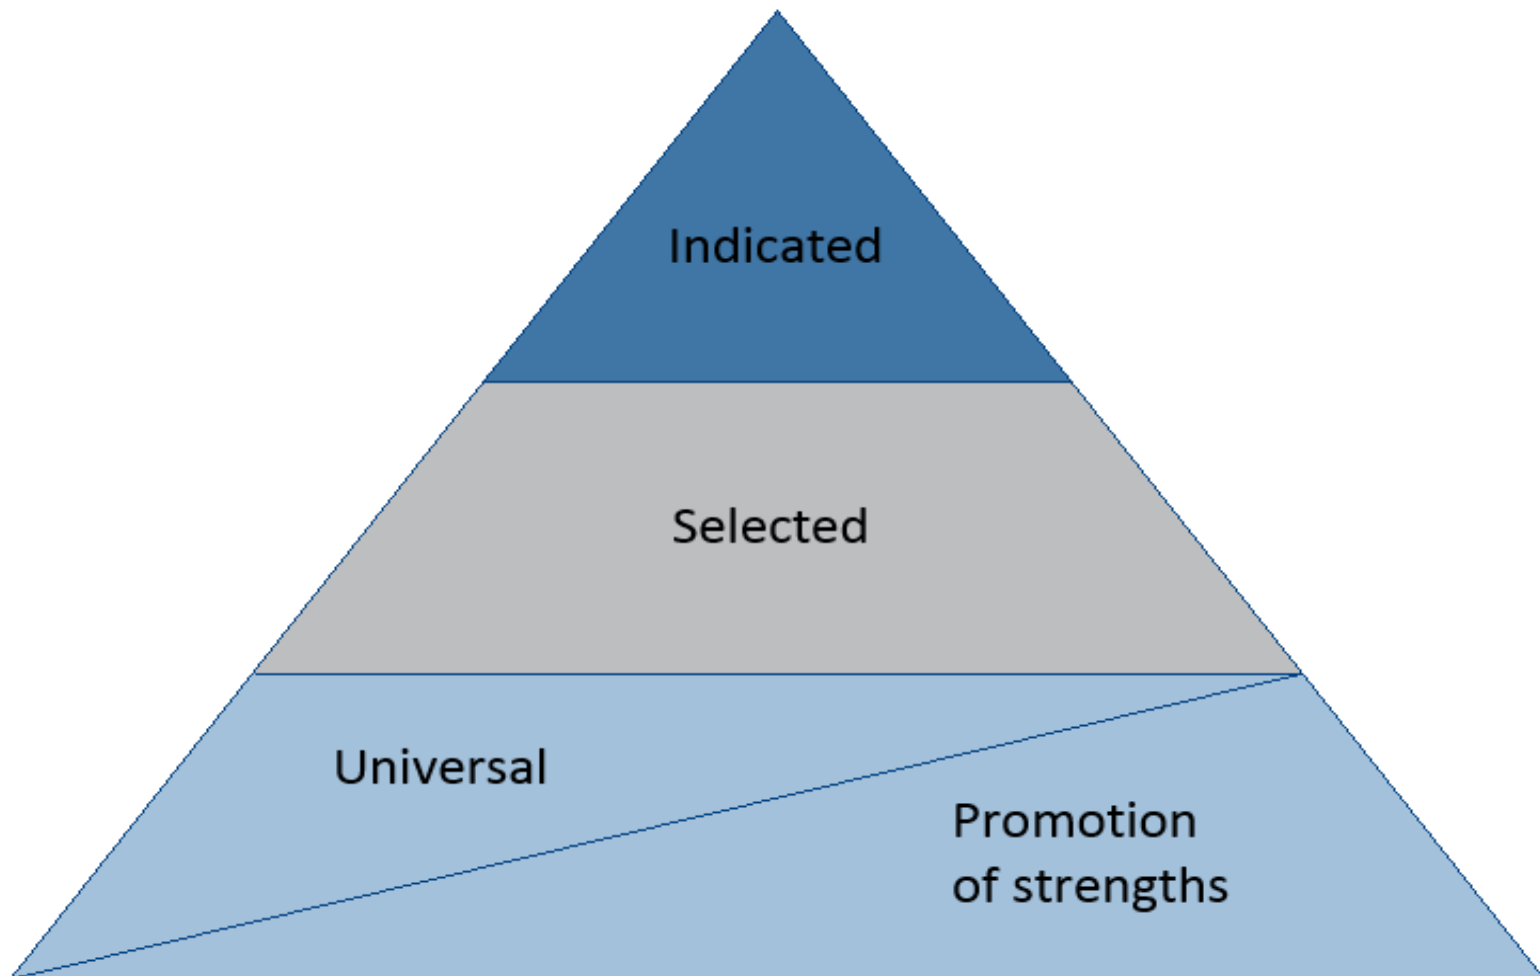 Indicated
Selected
Universal
Promotion
of strengths